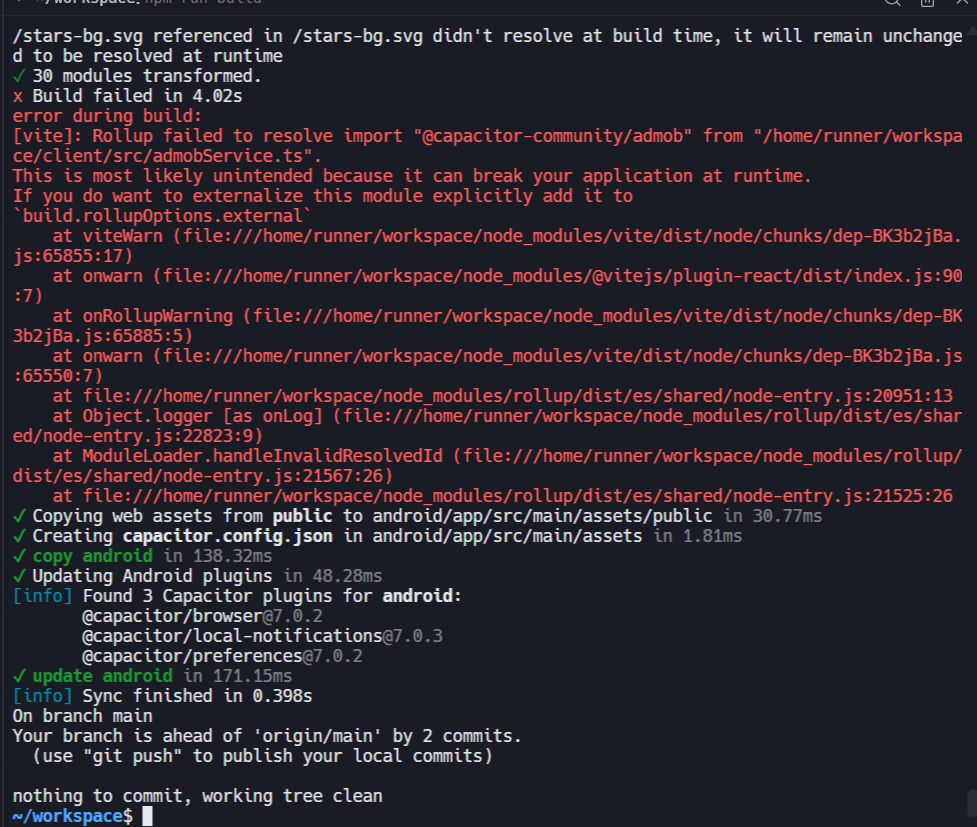 ~/workspace: npm run build
/stars-bg.svg referenced in /stars-bg.svg didn't resolve at build time, it will remain unchange
d to be resolved at runtime
✓ 30 modules transformed.
x Build failed in 4.02s
error during build:
[vite]: Rollup failed to resolve import "@capacitor-community/admob" from "/home/runner/workspa
ce/client/src/admobService.ts".
This is most likely unintended because it can break your application at runtime.
If you do want to externalize this module explicitly add it to
`build.rollupOptions.external`
    at viteWarn (file:///home/runner/workspace/node_modules/vite/dist/node/chunks/dep-BK3b2jBa.
js:65855:17)
    at onwarn (file:///home/runner/workspace/node_modules/@vitejs/plugin-react/dist/index.js:90
:7)
    at onRollupWarning (file:///home/runner/workspace/node_modules/vite/dist/node/chunks/dep-BK
3b2jBa.js:65885:5)
    at onwarn (file:///home/runner/workspace/node_modules/vite/dist/node/chunks/dep-BK3b2jBa.js
:65550:7)
    at file:///home/runner/workspace/node_modules/rollup/dist/es/shared/node-entry.js:20951:13
    at Object.logger [as onLog] (file:///home/runner/workspace/node_modules/rollup/dist/es/shar
ed/node-entry.js:22823:9)
    at ModuleLoader.handleInvalidResolvedId (file:///home/runner/workspace/node_modules/rollup/
dist/es/shared/node-entry.js:21567:26)
    at file:///home/runner/workspace/node_modules/rollup/dist/es/shared/node-entry.js:21525:26
✓ Copying web assets from public to android/app/src/main/assets/public in 30.77ms
✓ Creating capacitor.config.json in android/app/src/main/assets in 1.81ms
✓ copy android in 138.32ms
✓ Updating Android plugins in 48.28ms
[info] Found 3 Capacitor plugins for android:
       @capacitor/browser@7.0.2
       @capacitor/local-notifications@7.0.3
       @capacitor/preferences@7.0.2
✓ update android in 171.15ms
[info] Sync finished in 0.398s
On branch main
Your branch is ahead of 'origin/main' by 2 commits.
  (use "git push" to publish your local commits)
nothing to commit, working tree clean
~/workspace$